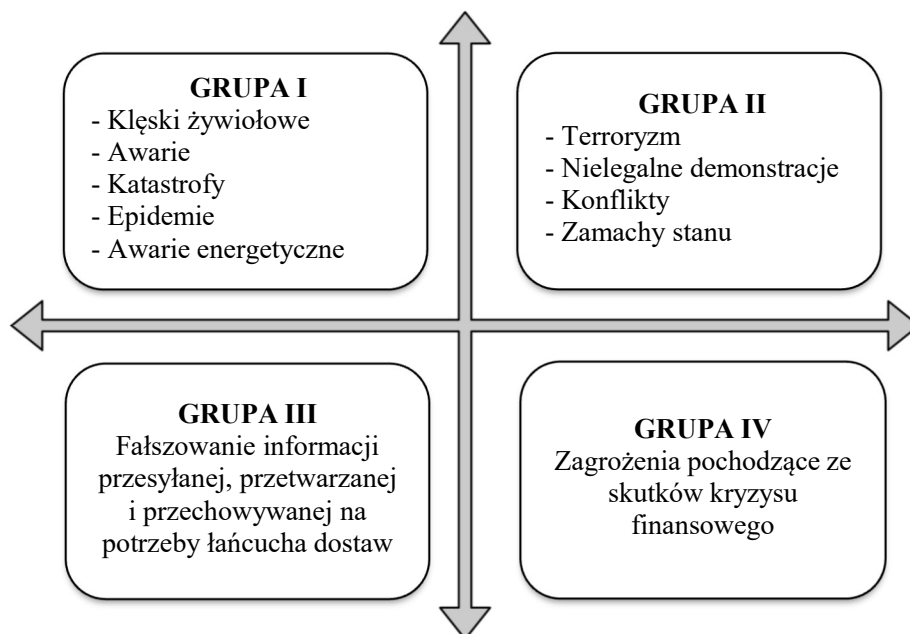 GRUPA I
- Klęski żywiołowe
- Awarie
- Katastrofy
- Epidemie
- Awarie energetyczne
GRUPA II
- Terroryzm
- Nielegalne demonstracje
- Konflikty
- Zamachy stanu
GRUPA III
Fałszowanie informacji
przesyłanej, przetwarzanej
i przechowywanej na
potrzeby łańcucha dostaw
GRUPA IV
Zagrożenia pochodzące ze
skutków kryzysu
finansowego